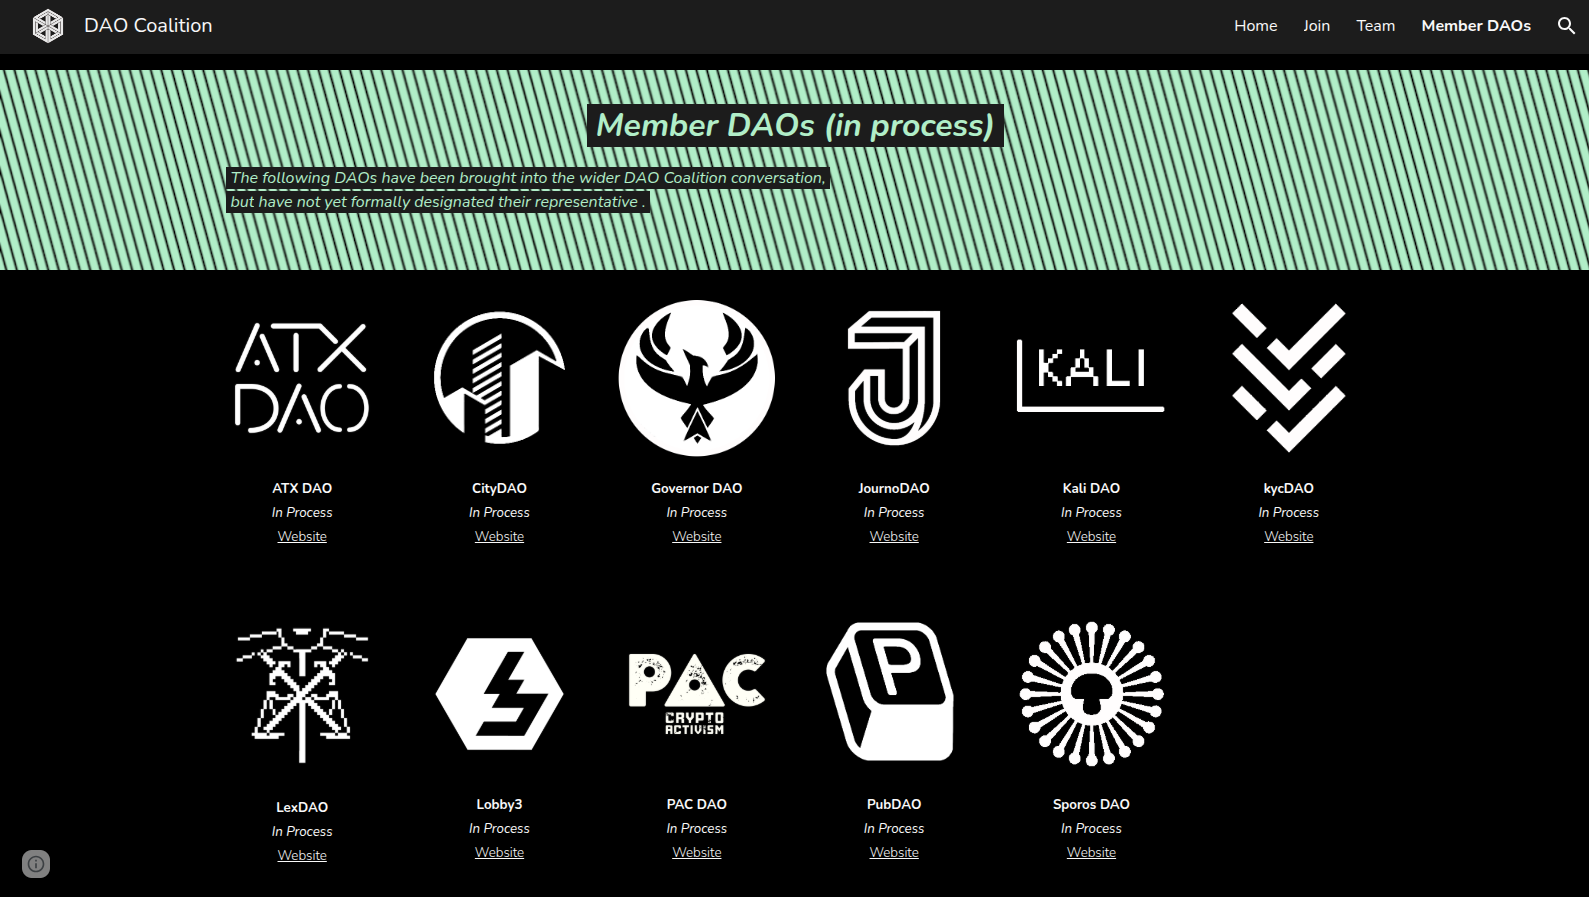 DAO Coalition
Home Join Team Member DAOs
Member DAOs (in process)
The following DAOs have been brought into the wider DAO Coalition conversation,
but have not yet formally designated their representative .
ATX
DAO
J
KALI
ATX DAO
In Process
Website
CityDAO
In Process
Website
Governor DAO
In Process
Website
JournoDAO
In Process
Website
Kali DAO
In Process
Website
kycDAO
In Process
Website
PAC
CRYPTO
ACTIVISM
P
LexDAO
In Process
Website
Lobby3
In Process
Website
PAC DAO
In Process
Website
PubDAO
In Process
Website
Sporos DAO
In Process
Website